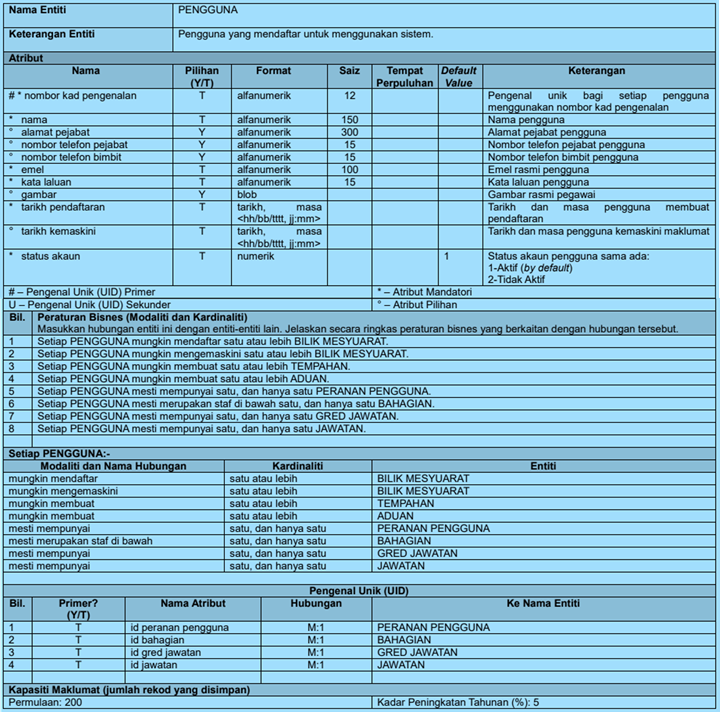 Nama Entiti PENGGUNA
Keterangan Entiti Pengguna yang mendaftar untuk menggunakan sistem.
Atribut
Nama Pilihan (Y/T) Format Saiz Tempat Perpuluhan Default Value Keterangan
# * nombor kad pengenalan T alfanumerik 12 Pengenal unik bagi setiap pengguna menggunakan nombor kad pengenalan
* nama T alfanumerik 150 Nama pengguna
° alamat pejabat Y alfanumerik 300 Alamat pejabat pengguna
° nombor telefon pejabat Y alfanumerik 15 Nombor telefon pejabat pengguna
° nombor telefon bimbit Y alfanumerik 15 Nombor telefon bimbit pengguna
* emel T alfanumerik 100 Emel rasmi pengguna
* kata laluan T alfanumerik 15 Kata laluan pengguna
° gambar Y blob Gambar rasmi pegawai
* tarikh pendaftaran T tarikh, masa <hh/bb/tttt, jj:mm> Tarikh dan masa pengguna membuat pendaftaran
° tarikh kemaskini T tarikh, masa <hh/bb/tttt, jj:mm> Tarikh dan masa pengguna kemaskini maklumat
* status akaun T numerik 1 Status akaun pengguna sama ada:
1-Aktif (by default)
2-Tidak Aktif
# – Pengenal Unik (UID) Primer * – Atribut Mandatori
U – Pengenal Unik (UID) Sekunder ° – Atribut Pilihan
Bil. Peraturan Bisnes (Modaliti dan Kardinaliti)
Masukkan hubungan entiti ini dengan entiti-entiti lain. Jelaskan secara ringkas peraturan bisnes yang berkaitan dengan hubungan tersebut.
1 Setiap PENGGUNA mungkin mendaftar satu atau lebih BILIK MESYUARAT.
2 Setiap PENGGUNA mungkin mengemaskini satu atau lebih BILIK MESYUARAT.
3 Setiap PENGGUNA mungkin membuat satu atau lebih TEMPAHAN.
4 Setiap PENGGUNA mungkin membuat satu atau lebih ADUAN.
5 Setiap PENGGUNA mesti mempunyai satu, dan hanya satu PERANAN PENGGUNA.
6 Setiap PENGGUNA mesti merupakan staf di bawah satu, dan hanya satu BAHAGIAN.
7 Setiap PENGGUNA mesti mempunyai satu, dan hanya satu GRED JAWATAN.
8 Setiap PENGGUNA mesti mempunyai satu, dan hanya satu JAWATAN.
Setiap PENGGUNA:-
Modaliti dan Nama Hubungan Kardinaliti Entiti
mungkin mendaftar satu atau lebih BILIK MESYUARAT
mungkin mengemaskini satu atau lebih BILIK MESYUARAT
mungkin membuat satu atau lebih TEMPAHAN
mungkin membuat satu atau lebih ADUAN
mesti mempunyai satu, dan hanya satu PERANAN PENGGUNA
mesti merupakan staf di bawah satu, dan hanya satu BAHAGIAN
mesti mempunyai satu, dan hanya satu GRED JAWATAN
mesti mempunyai satu, dan hanya satu JAWATAN
Pengenal Unik (UID)
Bil. Primer? (Y/T) Nama Atribut Hubungan Ke Nama Entiti
1 T id peranan pengguna M:1 PERANAN PENGGUNA
2 T id bahagian M:1 BAHAGIAN
3 T id gred jawatan M:1 GRED JAWATAN
4 T id jawatan M:1 JAWATAN
Kapasiti Maklumat (jumlah rekod yang disimpan)
Permulaan: 200 Kadar Peningkatan Tahunan (%): 5